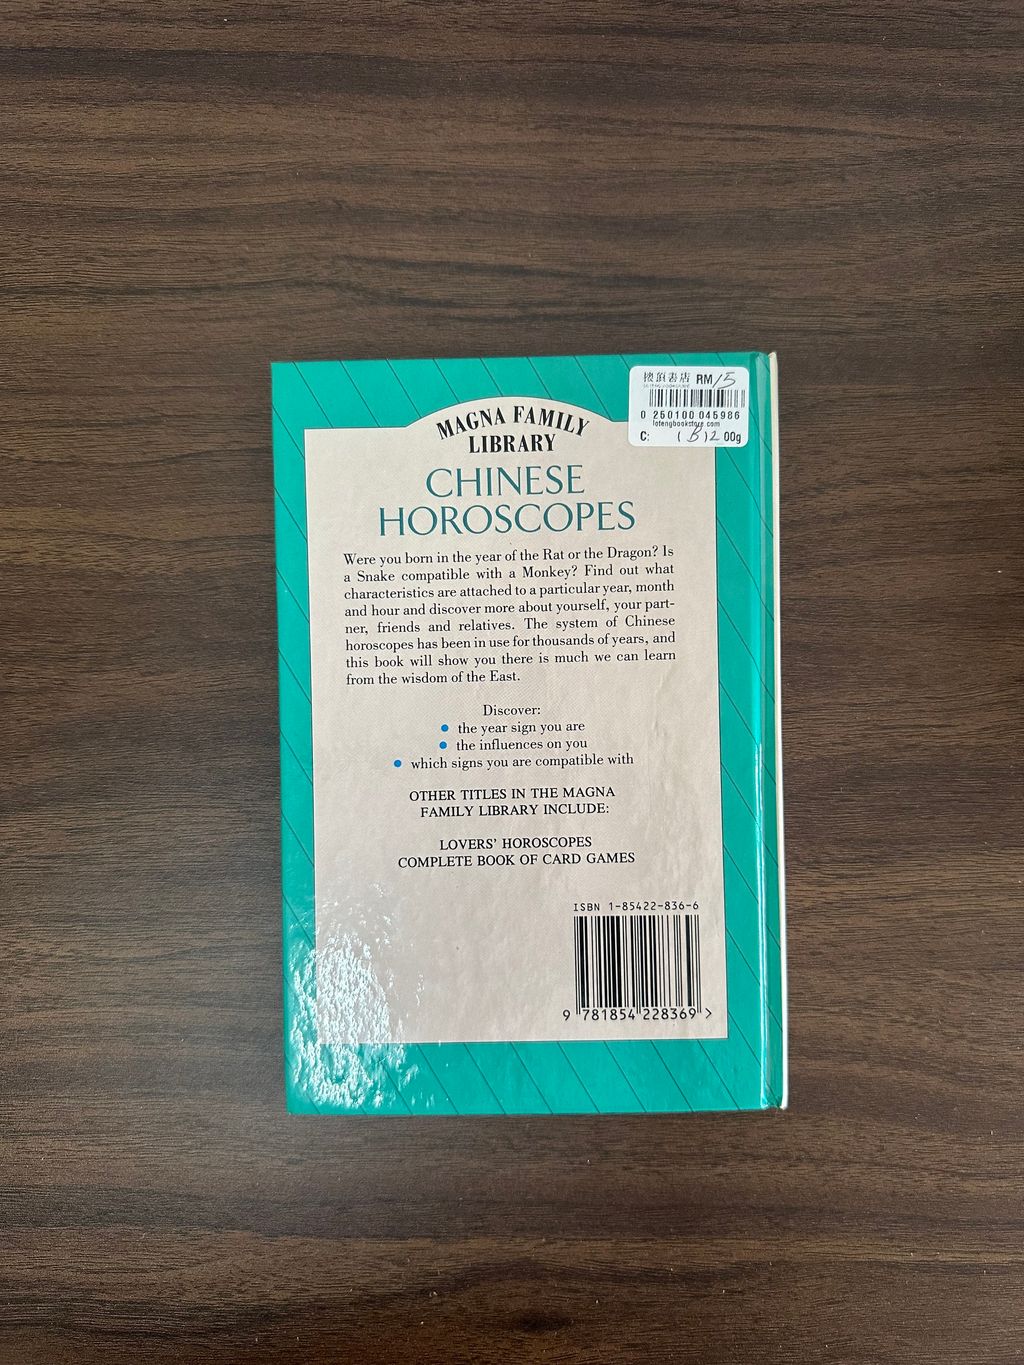 樓頂書店 RM15
0 250100 045986
lotengbookstore.com
C: (B)200g
MAGNA FAMILY
LIBRARY
CHINESE
HOROSCOPES
Were you born in the year of the Rat or the Dragon? Is
a Snake compatible with a Monkey? Find out what
characteristics are attached to a particular year, month
and hour and discover more about yourself, your part-
ner, friends and relatives. The system of Chinese
horoscopes has been in use for thousands of years, and
this book will show you there is much we can learn
from the wisdom of the East.
Discover:
● the year sign you are
● the influences on you
● which signs you are compatible with
OTHER TITLES IN THE MAGNA
FAMILY LIBRARY INCLUDE:
LOVERS' HOROSCOPES
COMPLETE BOOK OF CARD GAMES
ISBN 1-85422-836-6
9 781854 228369 >